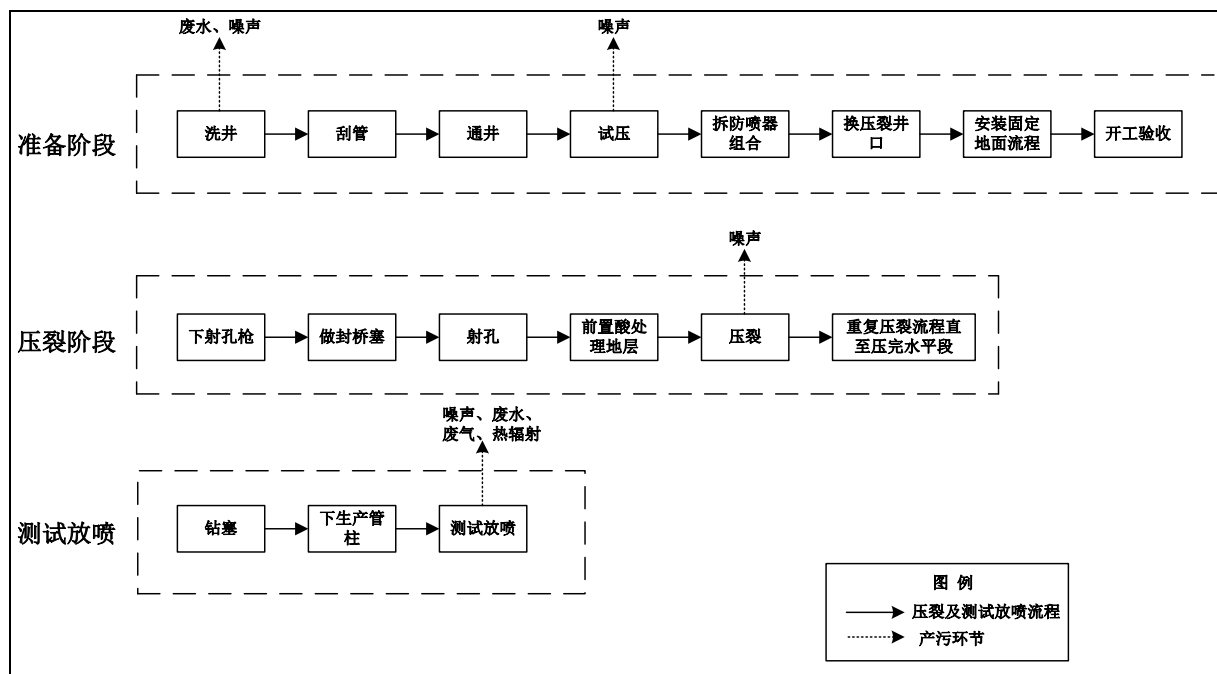 废水、噪声
噪声
准备阶段
洗井
刮管
通井
试压
拆防喷器
组合
换压裂井
口
安装固定
地面流程
开工验收
噪声
压裂阶段
下射孔枪
做封桥塞
射孔
前置酸处
理地层
压裂
重复压裂流程直
至压完水平段
噪声、废水、
废气、热辐射
测试放喷
钻塞
下生产管
柱
测试放喷
图 例
压裂及测试放喷流程
产污环节